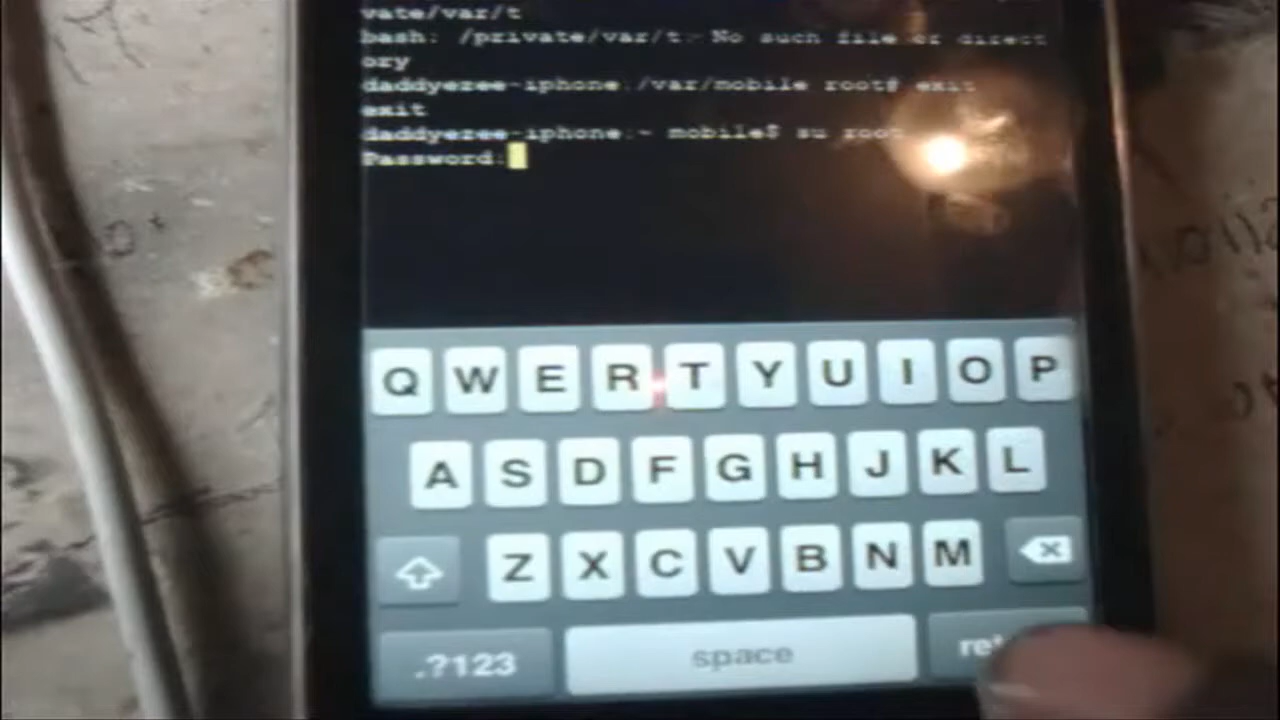 vate/var/t
bash: /private/var/t: No such file or direct
ory
daddyezee-iphone:/var/mobile root# exit
exit
daddyezee-iphone:~ mobile$ su root
Password:
Q W E R T Y U I O P
A S D F G H J K L
Z X C V B N M
.?123 space